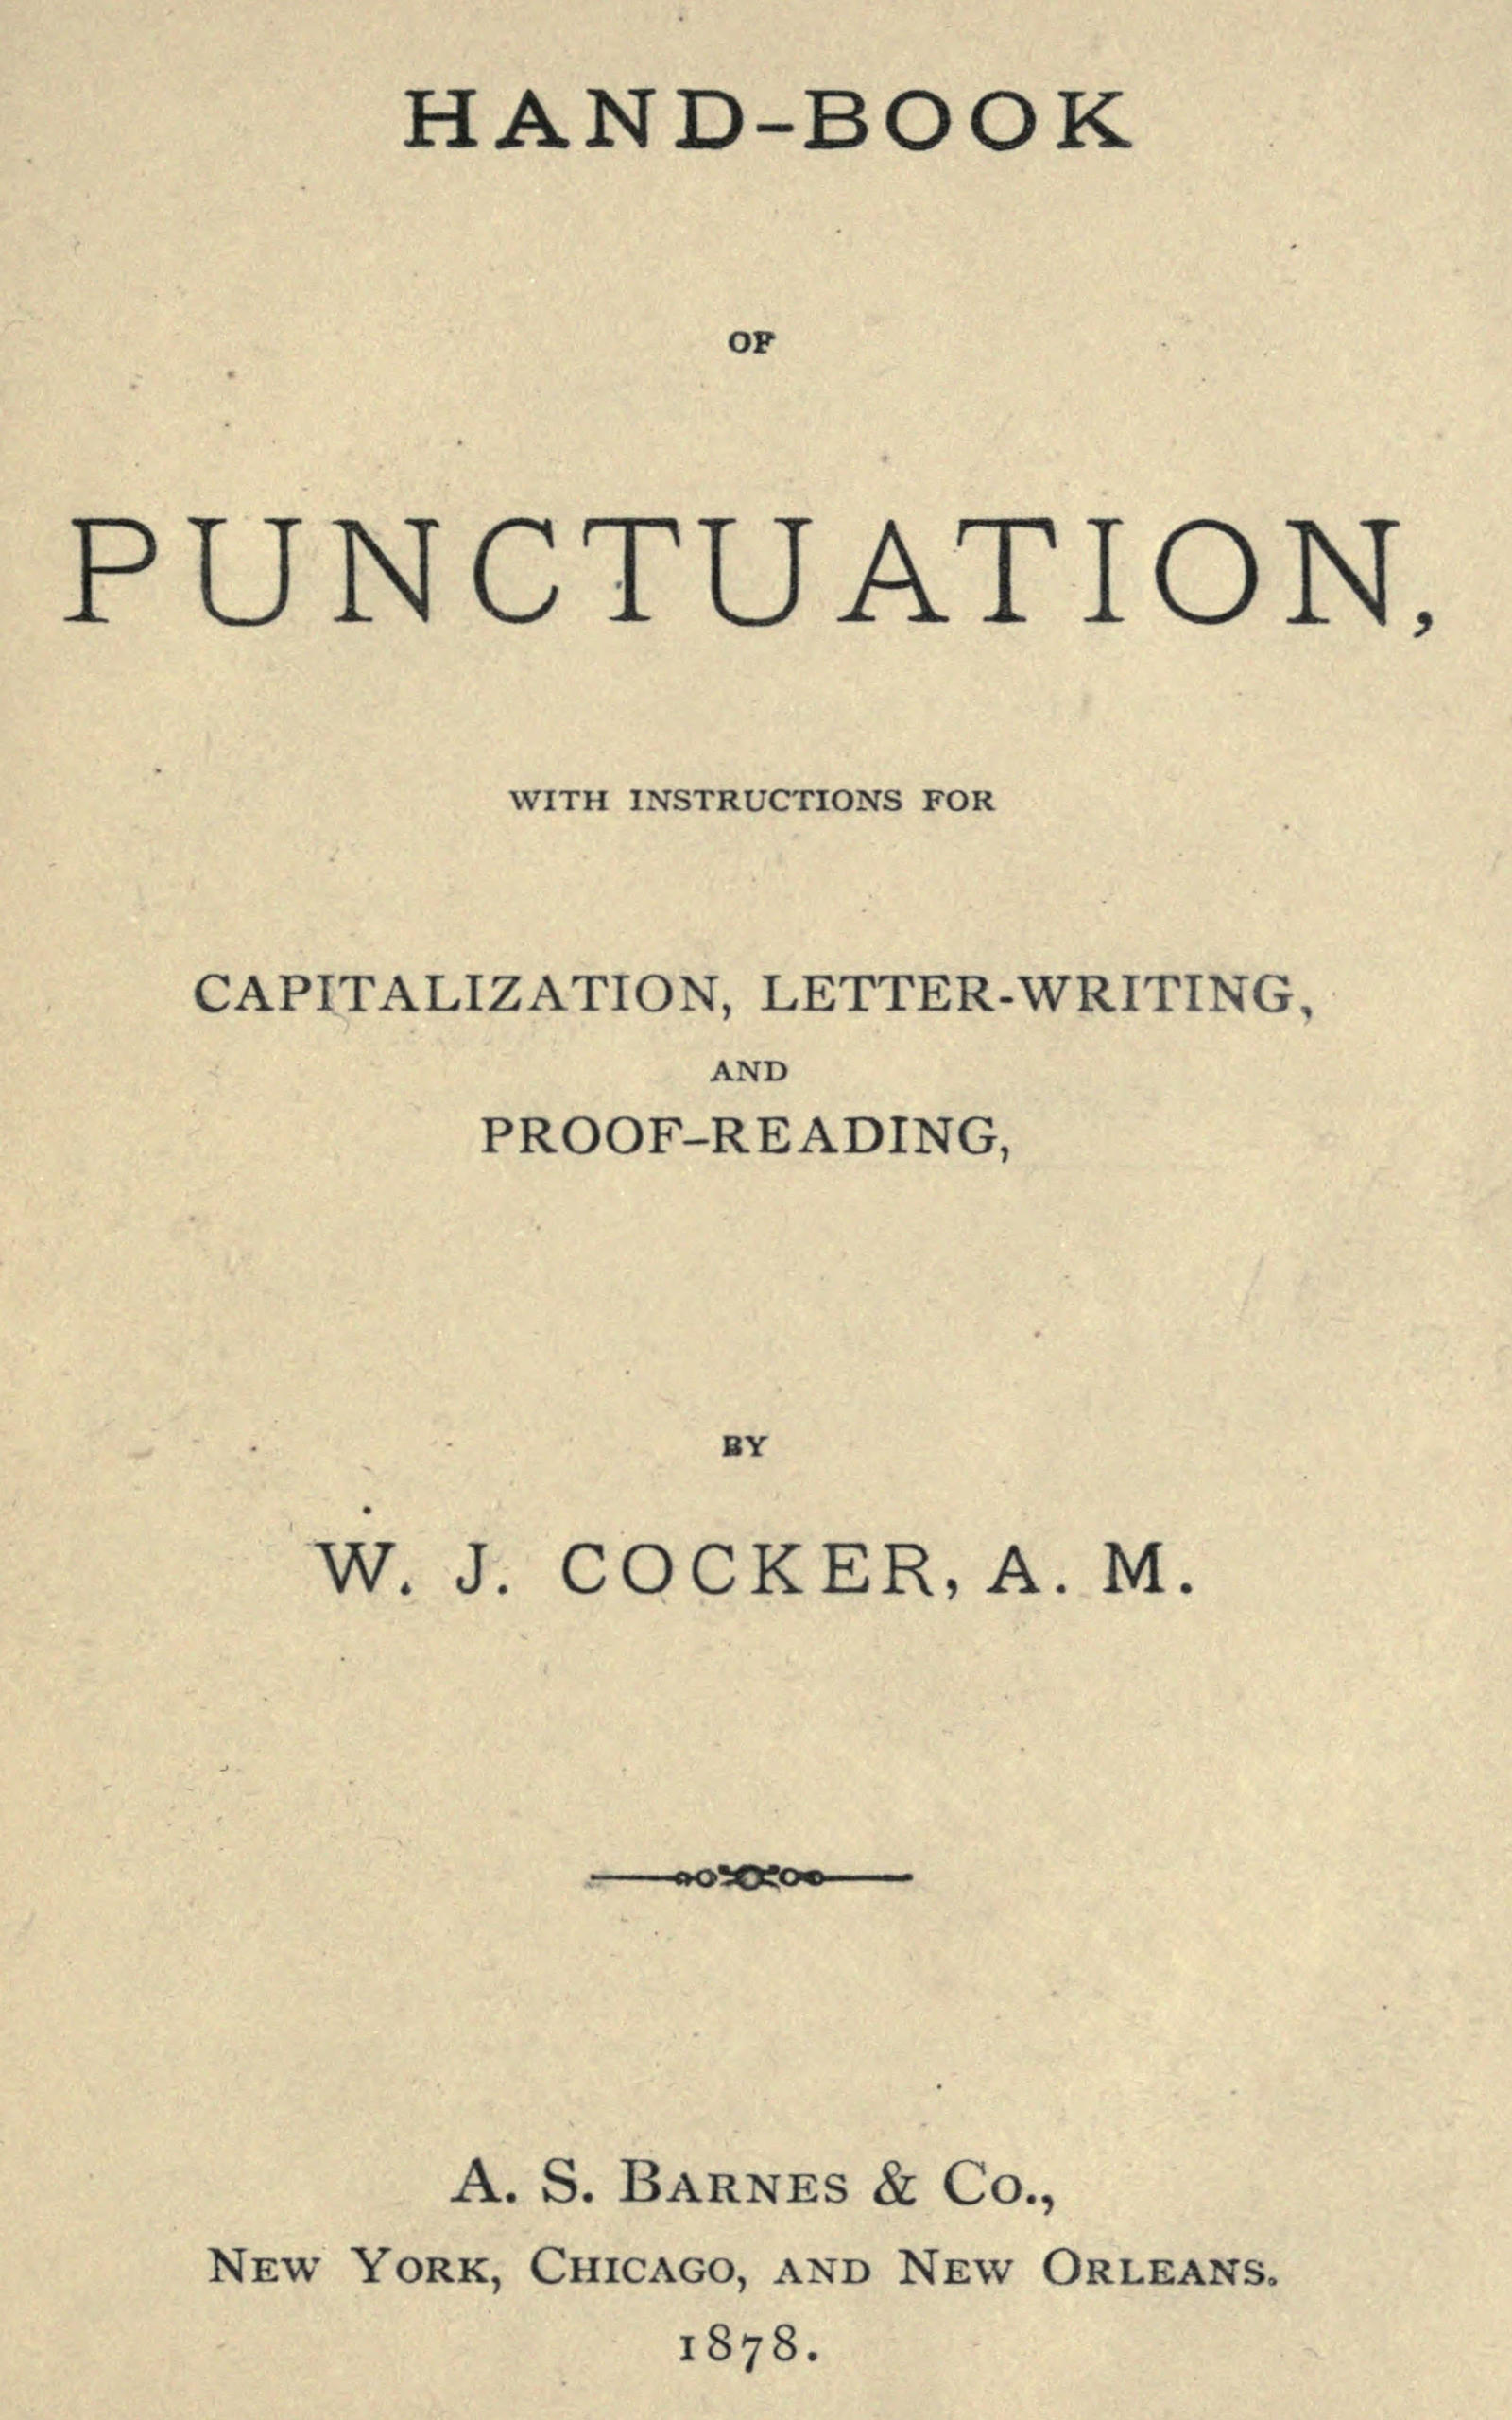 HAND-BOOK
OF
PUNCTUATION,
WITH INSTRUCTIONS FOR
CAPITALIZATION, LETTER-WRITING,
AND
PROOF-READING,
BY
W. J. COCKER, A. M.
A. S. BARNES & CO.,
NEW YORK, CHICAGO, AND NEW ORLEANS.
1878.